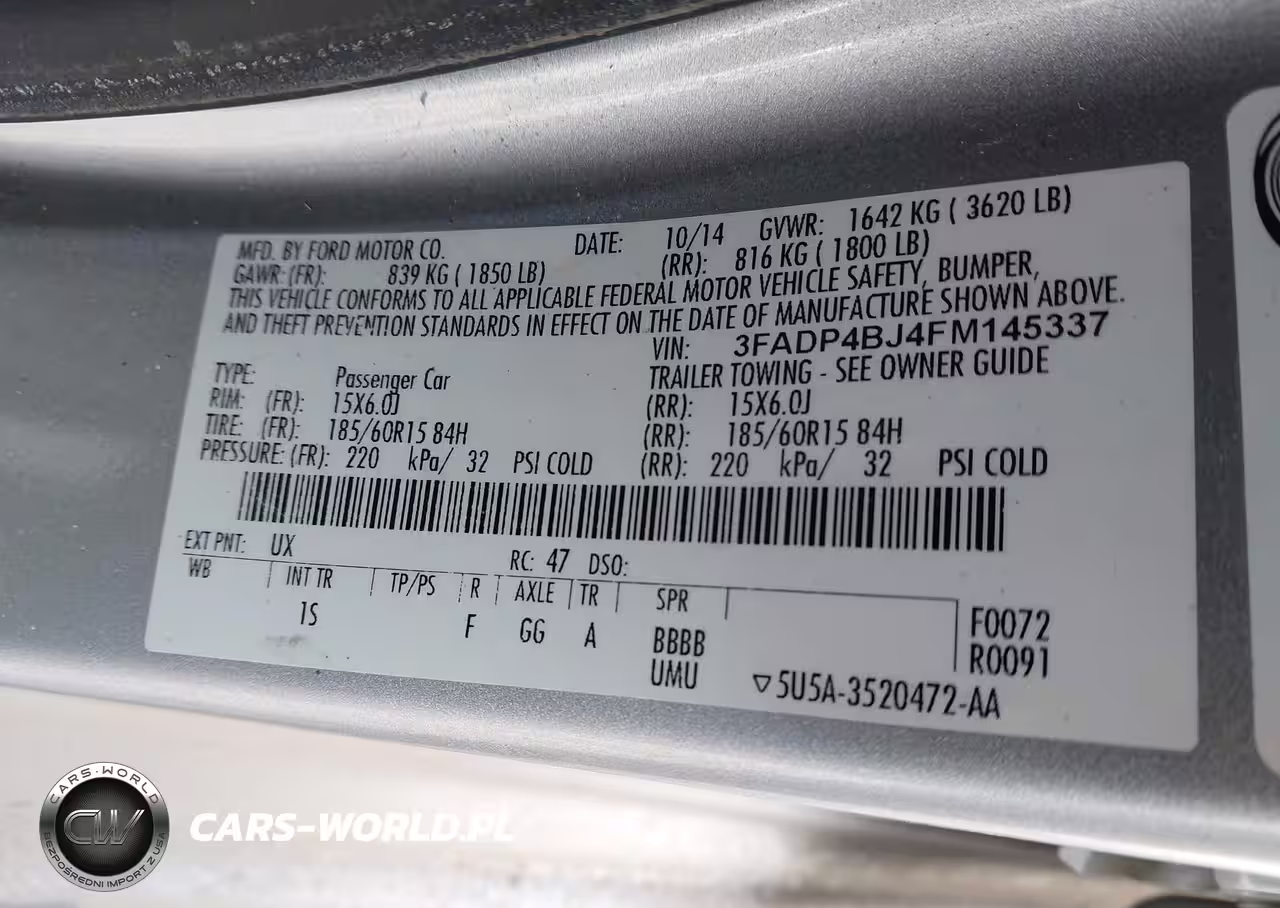 MFD. BY FORD MOTOR CO. DATE: 10/14 GVWR: 1642 KG ( 3620 LB)
GAWR: (FR): 839 KG ( 1850 LB) (RR): 816 KG ( 1800 LB)
THIS VEHICLE CONFORMS TO ALL APPLICABLE FEDERAL MOTOR VEHICLE SAFETY, BUMPER,
AND THEFT PREVENTION STANDARDS IN EFFECT ON THE DATE OF MANUFACTURE SHOWN ABOVE.
VIN: 3FADP4BJ4FM145337
TYPE: Passenger Car TRAILER TOWING - SEE OWNER GUIDE
RIM: (FR): 15X6.0J (RR): 15X6.0J
TIRE: (FR): 185/60R15 84H (RR): 185/60R15 84H
PRESSURE: (FR): 220 kPa/ 32 PSI COLD (RR): 220 kPa/ 32 PSI COLD
EXT PNT: UX RC: 47 DSO:
WB INT TR TP/PS R AXLE TR SPR
1S F GG A BBBB F0072
UMU R0091
▽5U5A-3520472-AA
CARS-WORLD
CW
BEZPOŚREDNI IMPORT Z USA
CARS-WORLD.PL